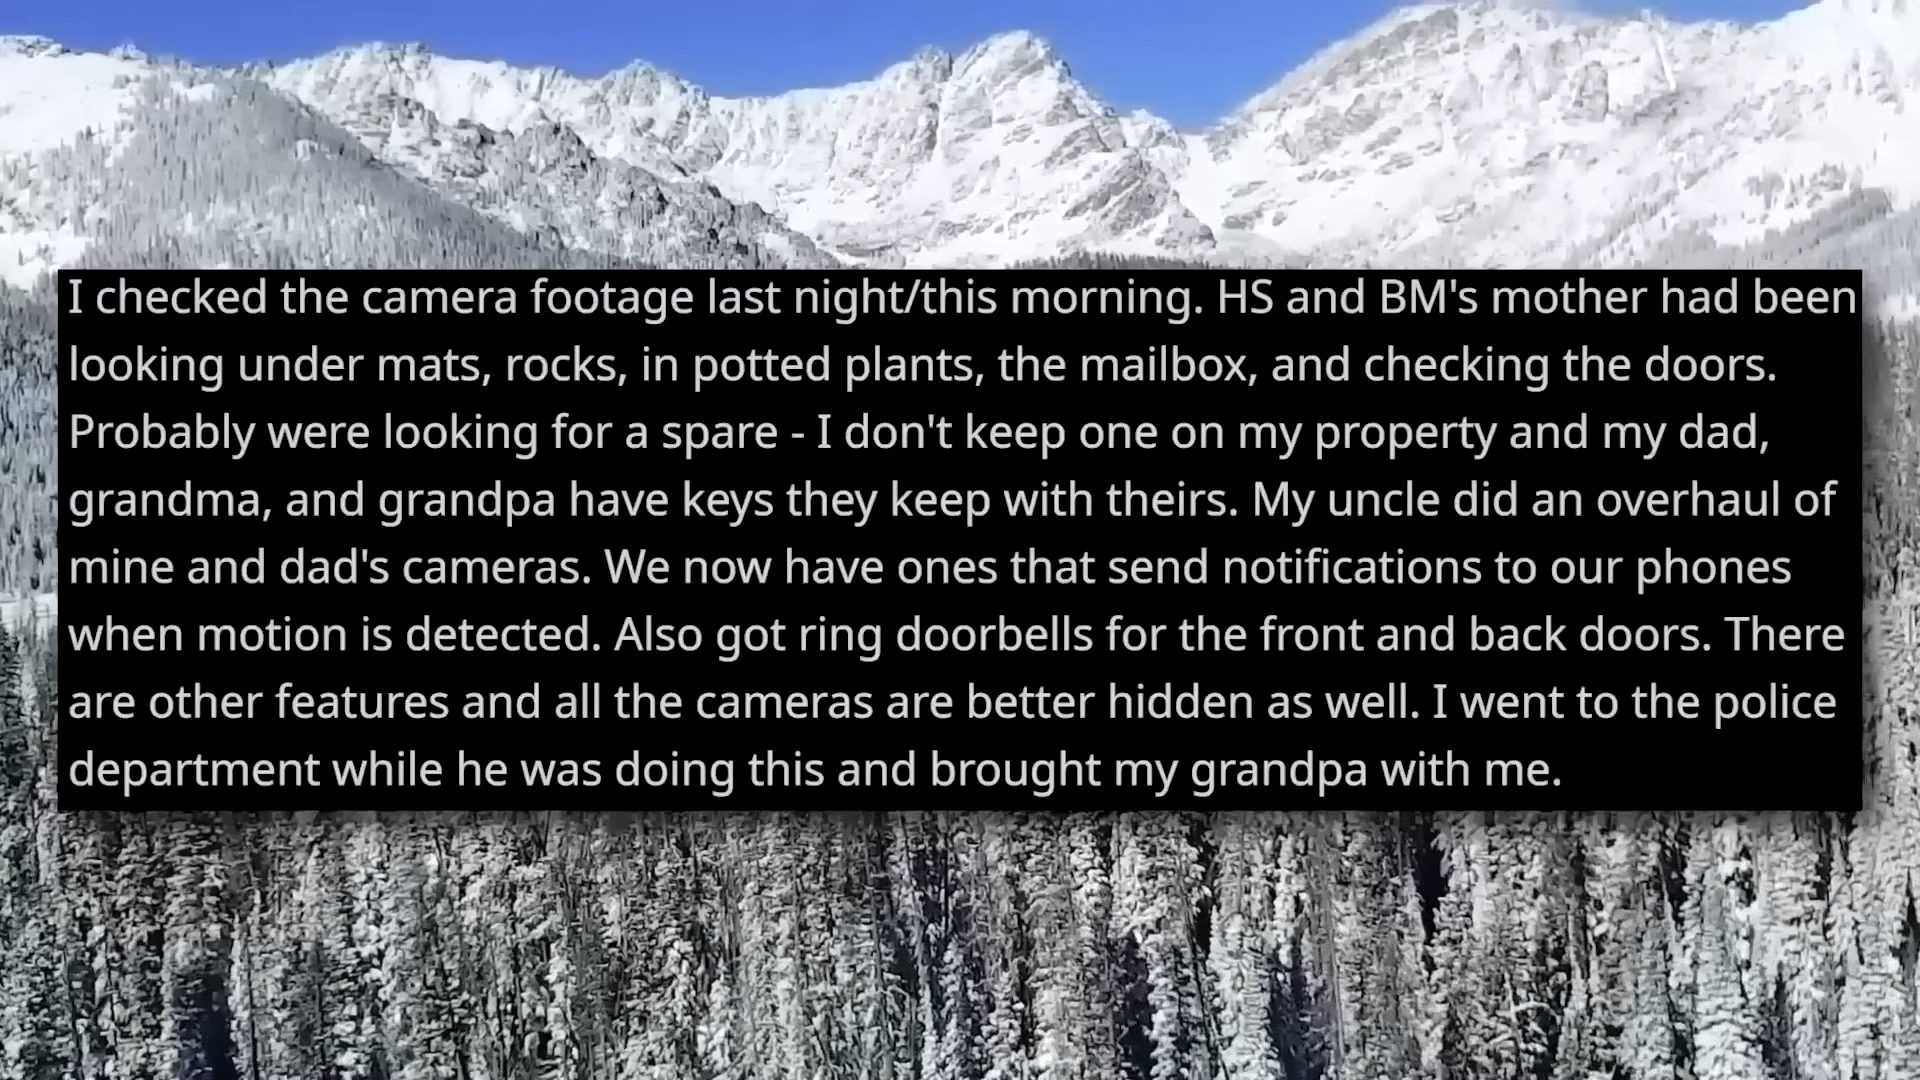 I checked the camera footage last night/this morning. HS and BM's mother had been
looking under mats, rocks, in potted plants, the mailbox, and checking the doors.
Probably were looking for a spare - I don't keep one on my property and my dad,
grandma, and grandpa have keys they keep with theirs. My uncle did an overhaul of
mine and dad's cameras. We now have ones that send notifications to our phones
when motion is detected. Also got ring doorbells for the front and back doors. There
are other features and all the cameras are better hidden as well. I went to the police
department while he was doing this and brought my grandpa with me.